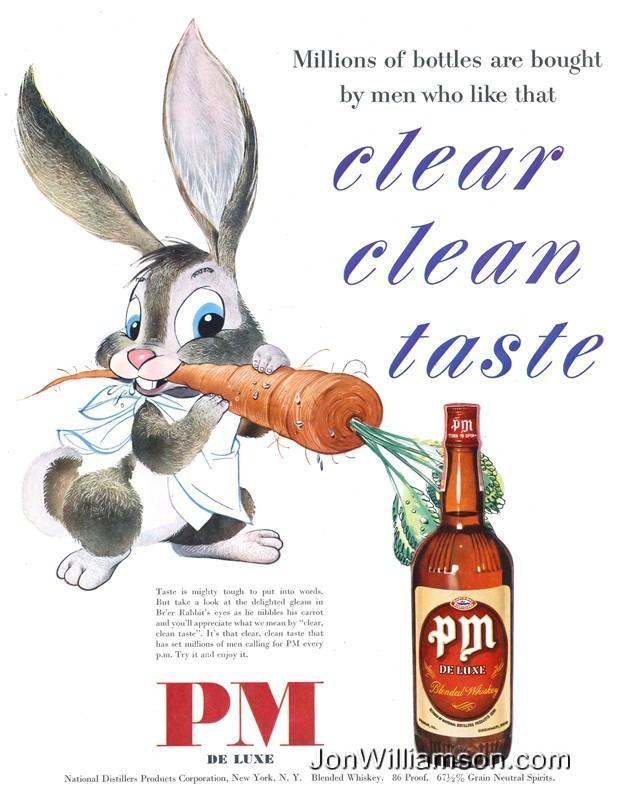 Millions of bottles are bought
by men who like that
clear
clean
taste
pm
TURN TO OPEN
Taste is mighty tough to put into words.
But take a look at the delighted gleam in
Br'er Rabbit's eyes as he nibbles his carrot
and you'll appreciate what we mean by "clear,
clean taste". It's that clear, clean taste that
has set millions of men calling for PM every
p.m. Try it and enjoy it.
pm
DE LUXE
Blended Whiskey
PM
DE LUXE
JonWilliamson.com
National Distillers Products Corporation, New York, N. Y. Blended Whiskey. 86 Proof. 67½% Grain Neutral Spirits.